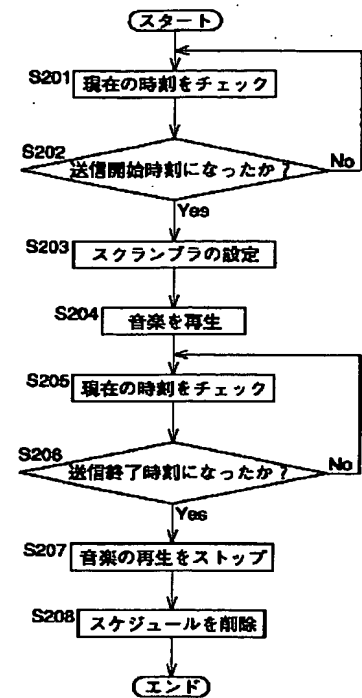 スタート
S201 現在の時刻をチェック
S202 送信開始時刻になったか?
No
Yes
S203 スクランブラの設定
S204 音楽を再生
S205 現在の時刻をチェック
S206 送信終了時刻になったか?
No
Yes
S207 音楽の再生をストップ
S208 スケジュールを削除
エンド